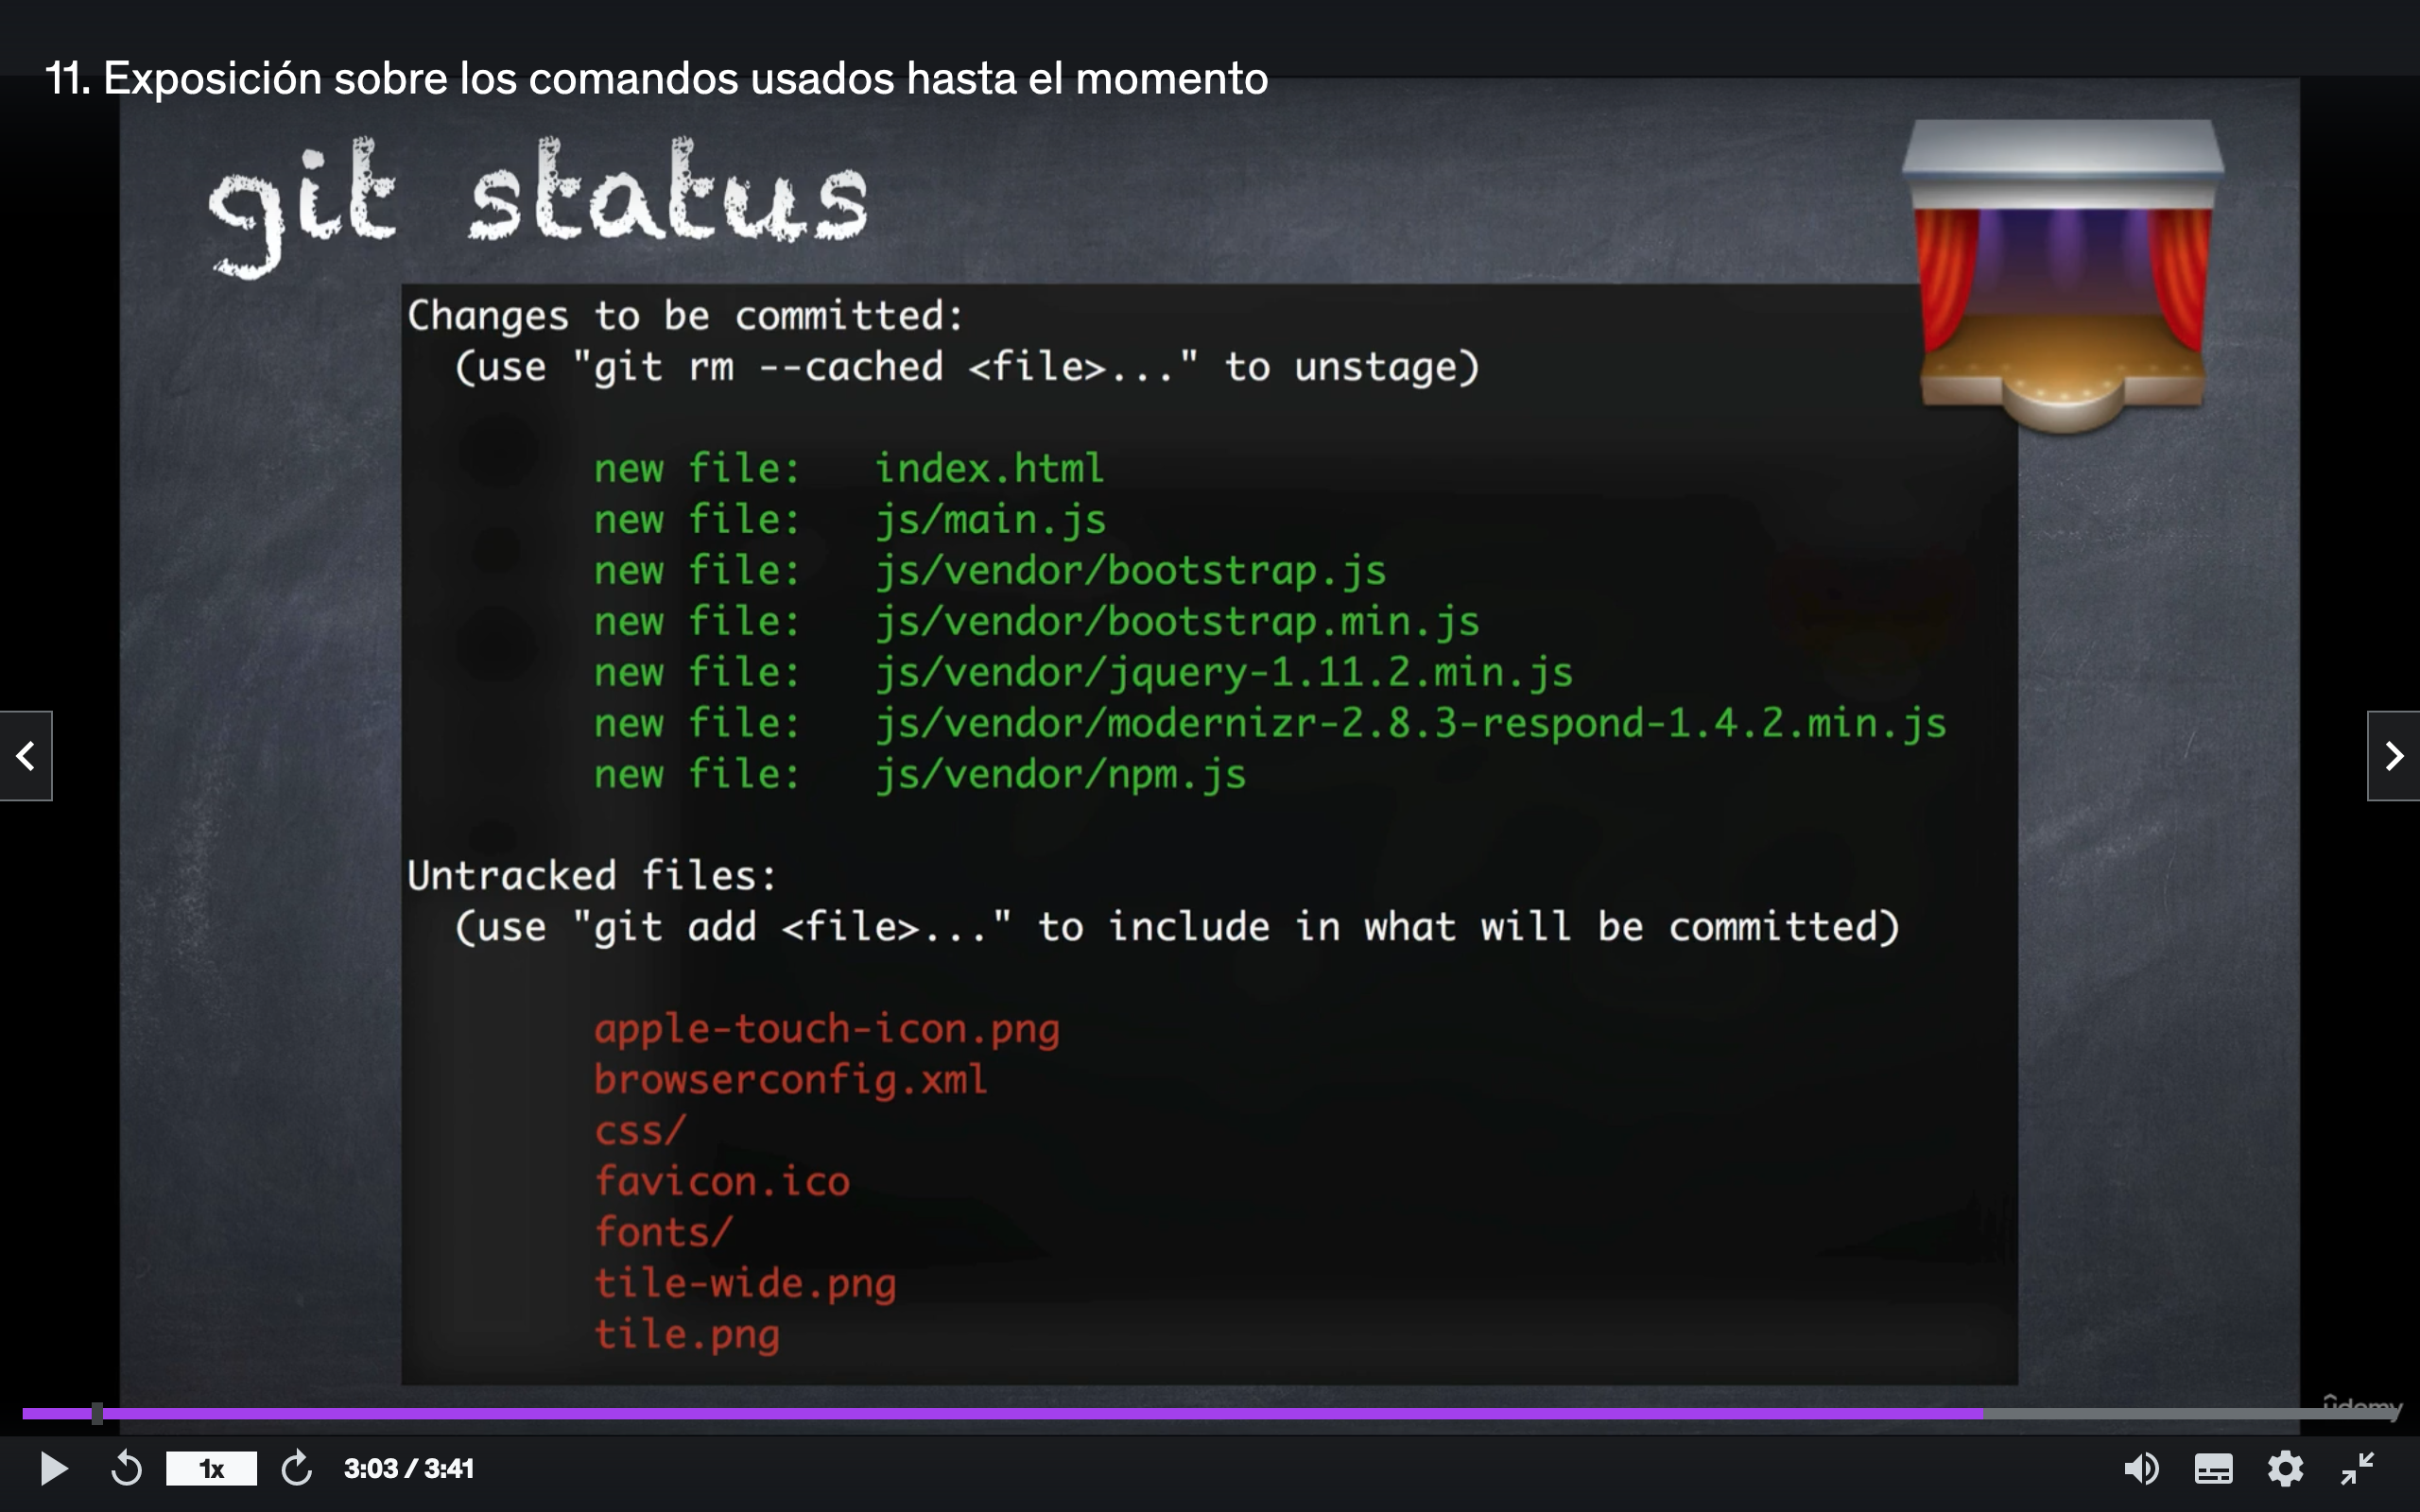 11. Exposición sobre los comandos usados hasta el momento
git status
Changes to be committed:
(use "git rm --cached <file>..." to unstage)
new file: index.html
new file: js/main.js
new file: js/vendor/bootstrap.js
new file: js/vendor/bootstrap.min.js
new file: js/vendor/jquery-1.11.2.min.js
new file: js/vendor/modernizr-2.8.3-respond-1.4.2.min.js
new file: js/vendor/npm.js
Untracked files:
(use "git add <file>..." to include in what will be committed)
apple-touch-icon.png
browserconfig.xml
css/
favicon.ico
fonts/
tile-wide.png
tile.png
udemy
1x
3:03 / 3:41